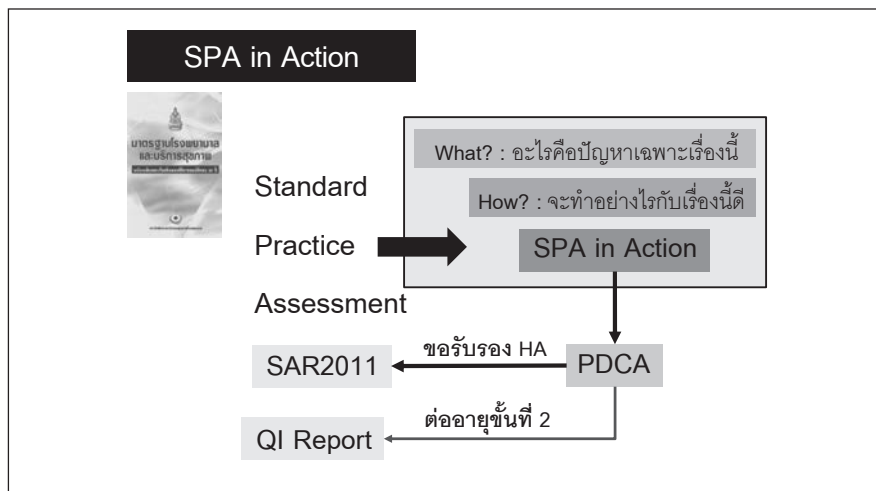 SPA in Action
มาตรฐานโรงพยาบาล
และบริการสุขภาพ
What? : อะไรคือปัญหาเฉพาะเรื่องนี้
How? : จะทำอย่างไรกับเรื่องนี้ดี
SPA in Action
Standard
Practice
Assessment
PDCA
ขอรับรอง HA
SAR2011
ต่ออายุขั้นที่ 2
QI Report